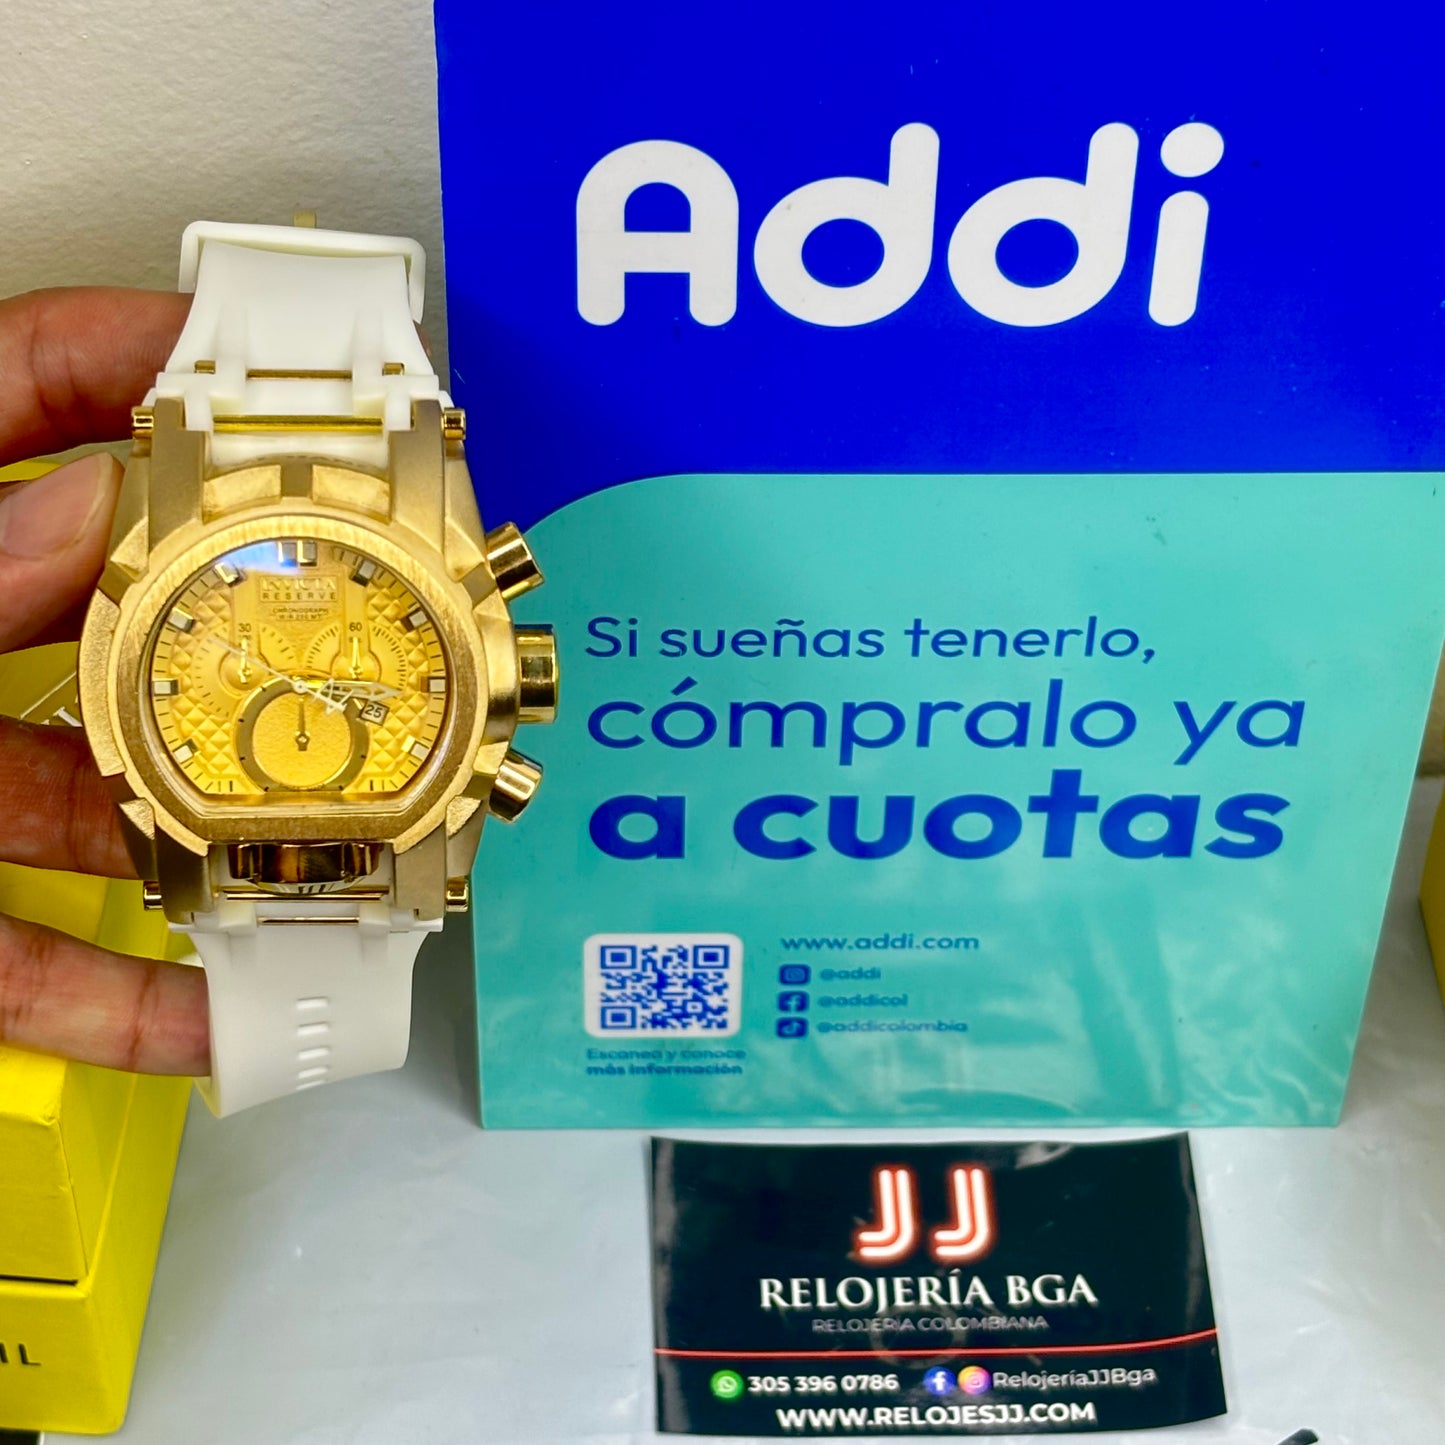 Addi
Si sueñas tenerlo,
cómpralo ya
a cuotas
www.addi.com
@addi
@addicol
@addicolombia
Escanea y conoce
más información
INVICTA
RESERVE
CHRONOGRAPH
30
60
25
JJ
RELOJERÍA BGA
RELOJERIA COLOMBIANA
305 396 0786
RelojeríaJJBga
WWW.RELOJESJJ.COM